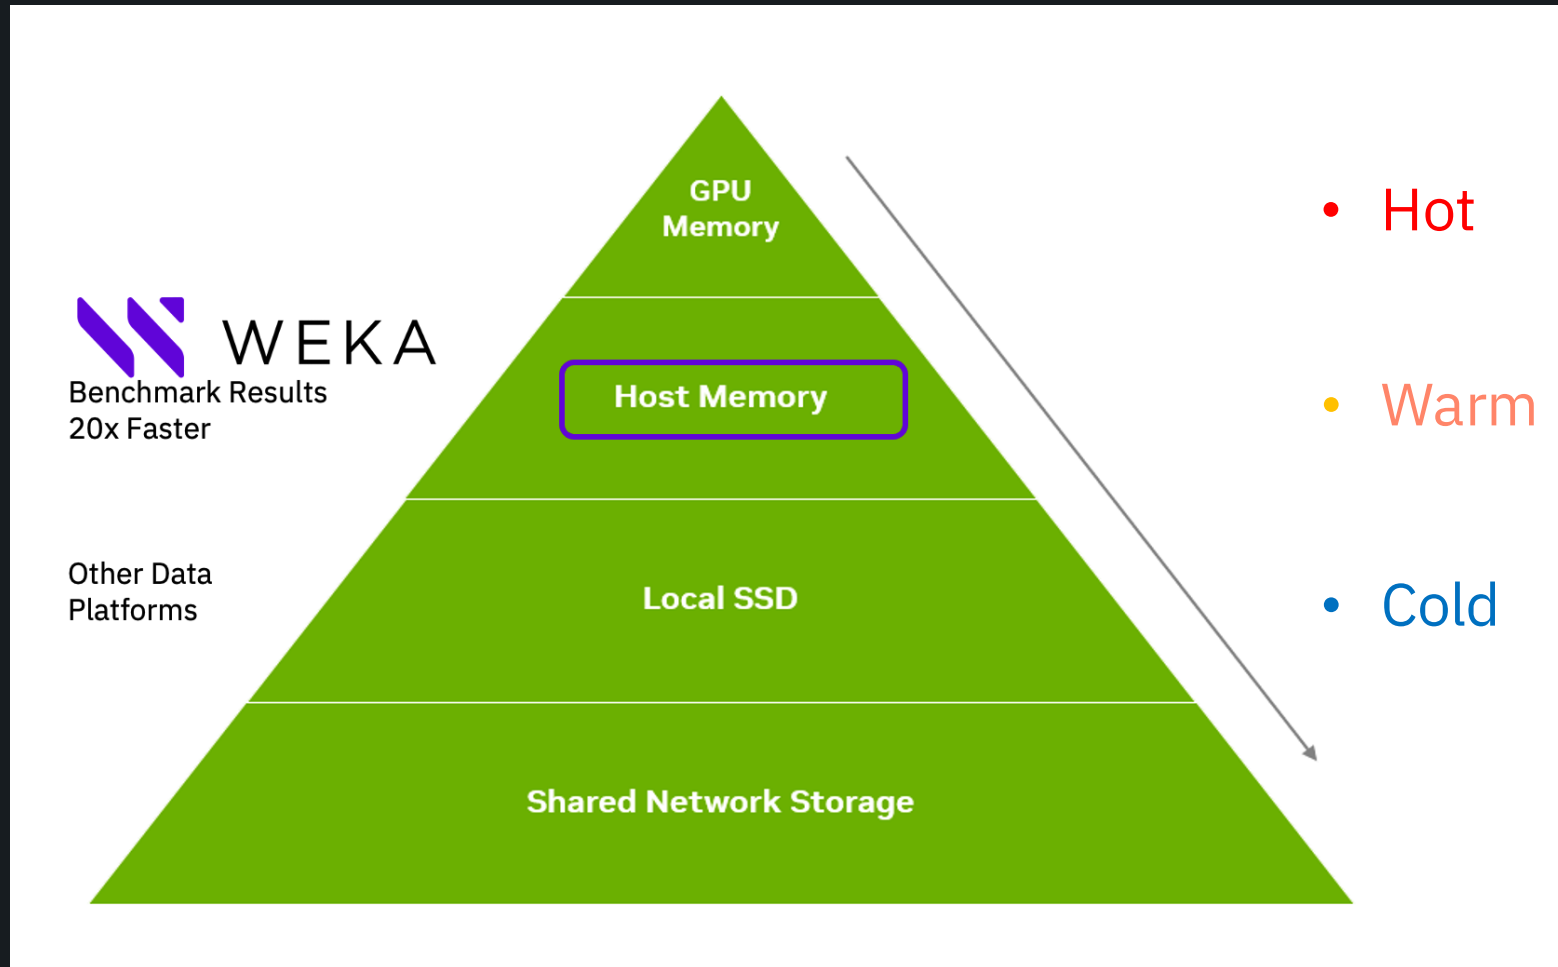 GPU
Memory
Hot
WEKA
Benchmark Results
20x Faster
Host Memory
Warm
Other Data
Platforms
Local SSD
Cold
Shared Network Storage